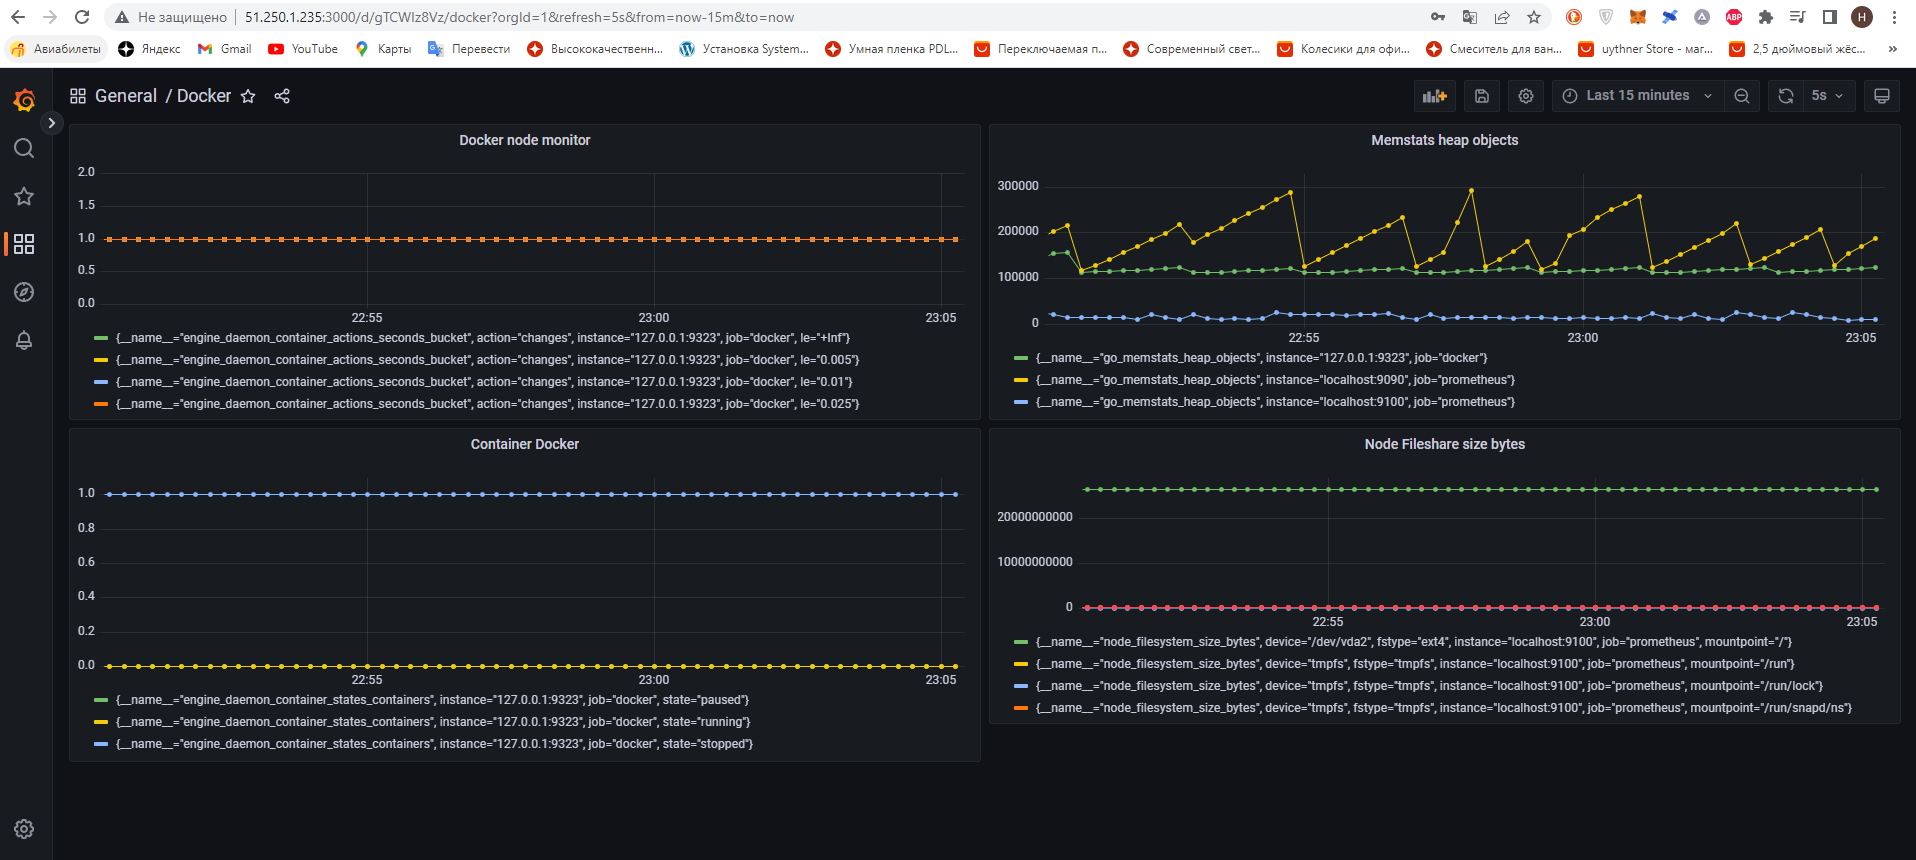 Не защищено 51.250.1.235:3000/d/gTCWlz8Vz/docker?orgId=1&refresh=5s&from=now-15m&to=now
ABP
H
Авиабилеты Яндекс Gmail YouTube Карты Перевести Высококачественн... Установка System... Умная пленка PDL... Переключаемая п... Современный свет... Колесики для офи... Смеситель для ван... uythner Store - маг... 2,5 дюймовый жёс... »
General / Docker
Last 15 minutes
5s
Docker node monitor
2.0
1.5
1.0
0.5
0.0
22:55 23:00 23:05
{__name__="engine_daemon_container_actions_seconds_bucket", action="changes", instance="127.0.0.1:9323", job="docker", le="+Inf"}
{__name__="engine_daemon_container_actions_seconds_bucket", action="changes", instance="127.0.0.1:9323", job="docker", le="0.005"}
{__name__="engine_daemon_container_actions_seconds_bucket", action="changes", instance="127.0.0.1:9323", job="docker", le="0.01"}
{__name__="engine_daemon_container_actions_seconds_bucket", action="changes", instance="127.0.0.1:9323", job="docker", le="0.025"}
Memstats heap objects
300000
200000
100000
0
22:55 23:00 23:05
{__name__="go_memstats_heap_objects", instance="127.0.0.1:9323", job="docker"}
{__name__="go_memstats_heap_objects", instance="localhost:9090", job="prometheus"}
{__name__="go_memstats_heap_objects", instance="localhost:9100", job="prometheus"}
Container Docker
1.0
0.8
0.6
0.4
0.2
0.0
22:55 23:00 23:05
{__name__="engine_daemon_container_states_containers", instance="127.0.0.1:9323", job="docker", state="paused"}
{__name__="engine_daemon_container_states_containers", instance="127.0.0.1:9323", job="docker", state="running"}
{__name__="engine_daemon_container_states_containers", instance="127.0.0.1:9323", job="docker", state="stopped"}
Node Fileshare size bytes
20000000000
10000000000
0
22:55 23:00 23:05
{__name__="node_filesystem_size_bytes", device="/dev/vda2", fstype="ext4", instance="localhost:9100", job="prometheus", mountpoint="/"}
{__name__="node_filesystem_size_bytes", device="tmpfs", fstype="tmpfs", instance="localhost:9100", job="prometheus", mountpoint="/run"}
{__name__="node_filesystem_size_bytes", device="tmpfs", fstype="tmpfs", instance="localhost:9100", job="prometheus", mountpoint="/run/lock"}
{__name__="node_filesystem_size_bytes", device="tmpfs", fstype="tmpfs", instance="localhost:9100", job="prometheus", mountpoint="/run/snapd/ns"}